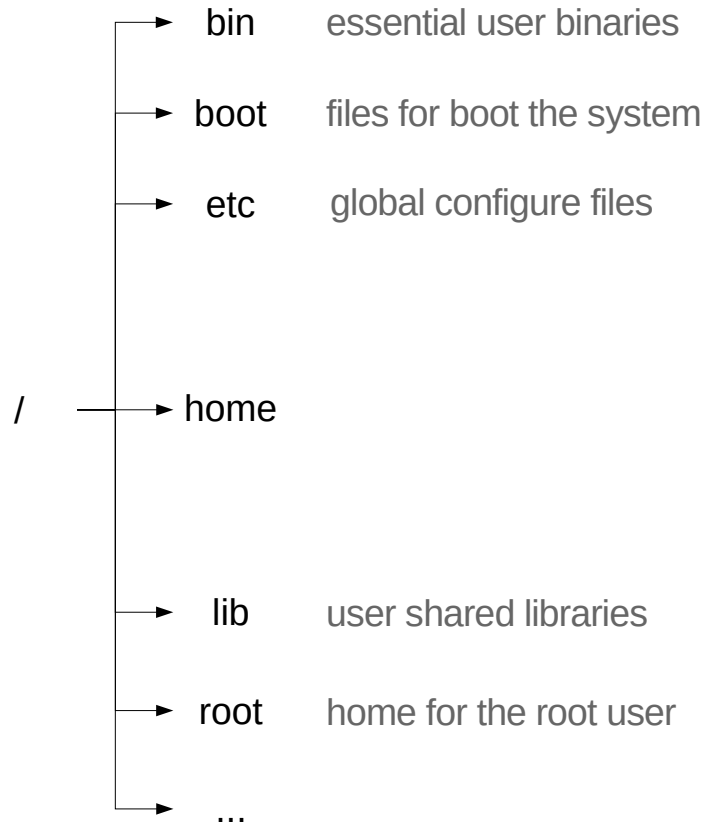 bin essential user binaries
boot files for boot the system
etc global configure files
/ home
lib user shared libraries
root home for the root user
...